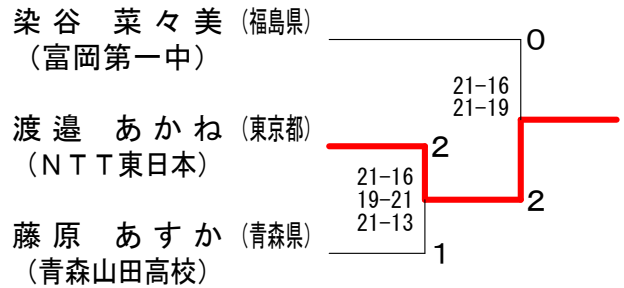 染谷 菜々美 (福島県)
(富岡第一中)
0
21-16
21-19
渡邉 あかね (東京都)
(NTT東日本)
2
21-16
19-21
21-13
2
藤原 あすか (青森県)
(青森山田高校)
1